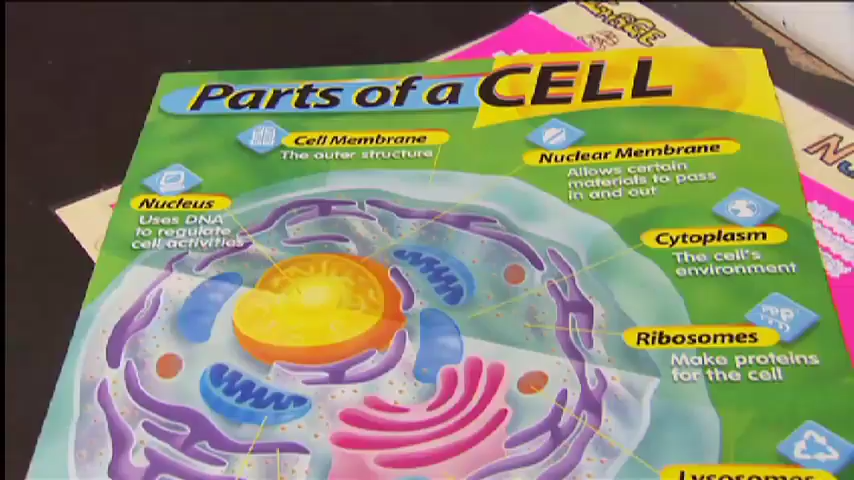 Parts of a CELL
Cell Membrane
The outer structure
Nuclear Membrane
Allows certain
materials to pass
in and out
Nucleus
Uses DNA
to regulate
cell activities
Cytoplasm
The cell's
environment
Ribosomes
Make proteins
for the cell
Lysosomes